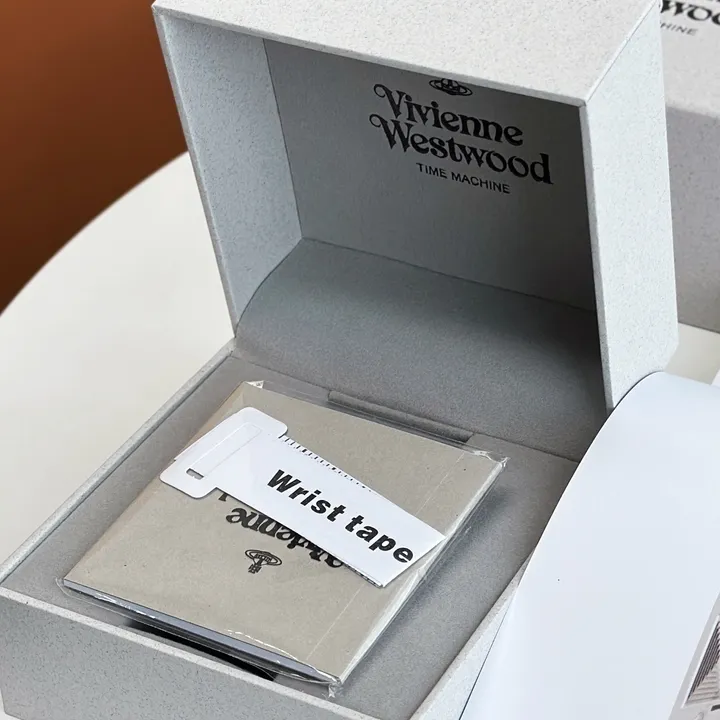 Vivienne
Westwood
TIME MACHINE
Wrist tape